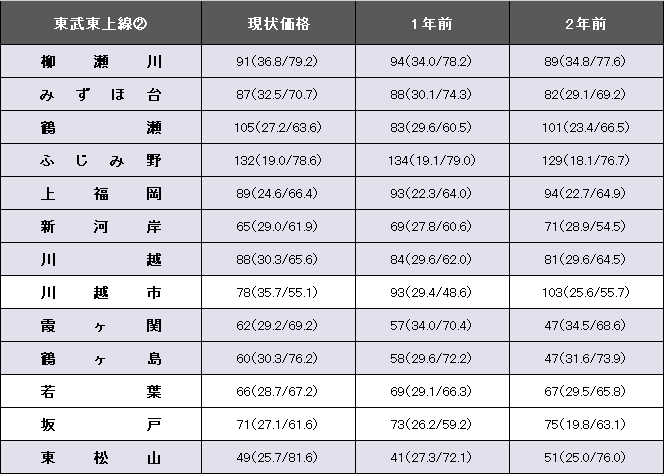 東武東上線② 現状価格 1年前 2年前
柳瀬川 91(36.8/79.2) 94(34.0/78.2) 89(34.8/77.6)
みずほ台 87(32.5/70.7) 88(30.1/74.3) 82(29.1/69.2)
鶴瀬 105(27.2/63.6) 83(29.6/60.5) 101(23.4/66.5)
ふじみ野 132(19.0/78.6) 134(19.1/79.0) 129(18.1/76.7)
上福岡 89(24.6/66.4) 93(22.3/64.0) 94(22.7/64.9)
新河岸 65(29.0/61.9) 69(27.8/60.6) 71(28.9/54.5)
川越 88(30.3/65.6) 84(29.6/62.0) 81(29.6/64.5)
川越市 78(35.7/55.1) 93(29.4/48.6) 103(25.6/55.7)
霞ヶ関 62(29.2/69.2) 57(34.0/70.4) 47(34.5/68.6)
鶴ヶ島 60(30.3/76.2) 58(29.6/72.2) 47(31.6/73.9)
若葉 66(28.7/67.2) 69(29.1/66.3) 67(29.5/65.8)
坂戸 71(27.1/61.6) 73(26.2/59.2) 75(19.8/63.1)
東松山 49(25.7/81.6) 41(27.3/72.1) 51(25.0/76.0)